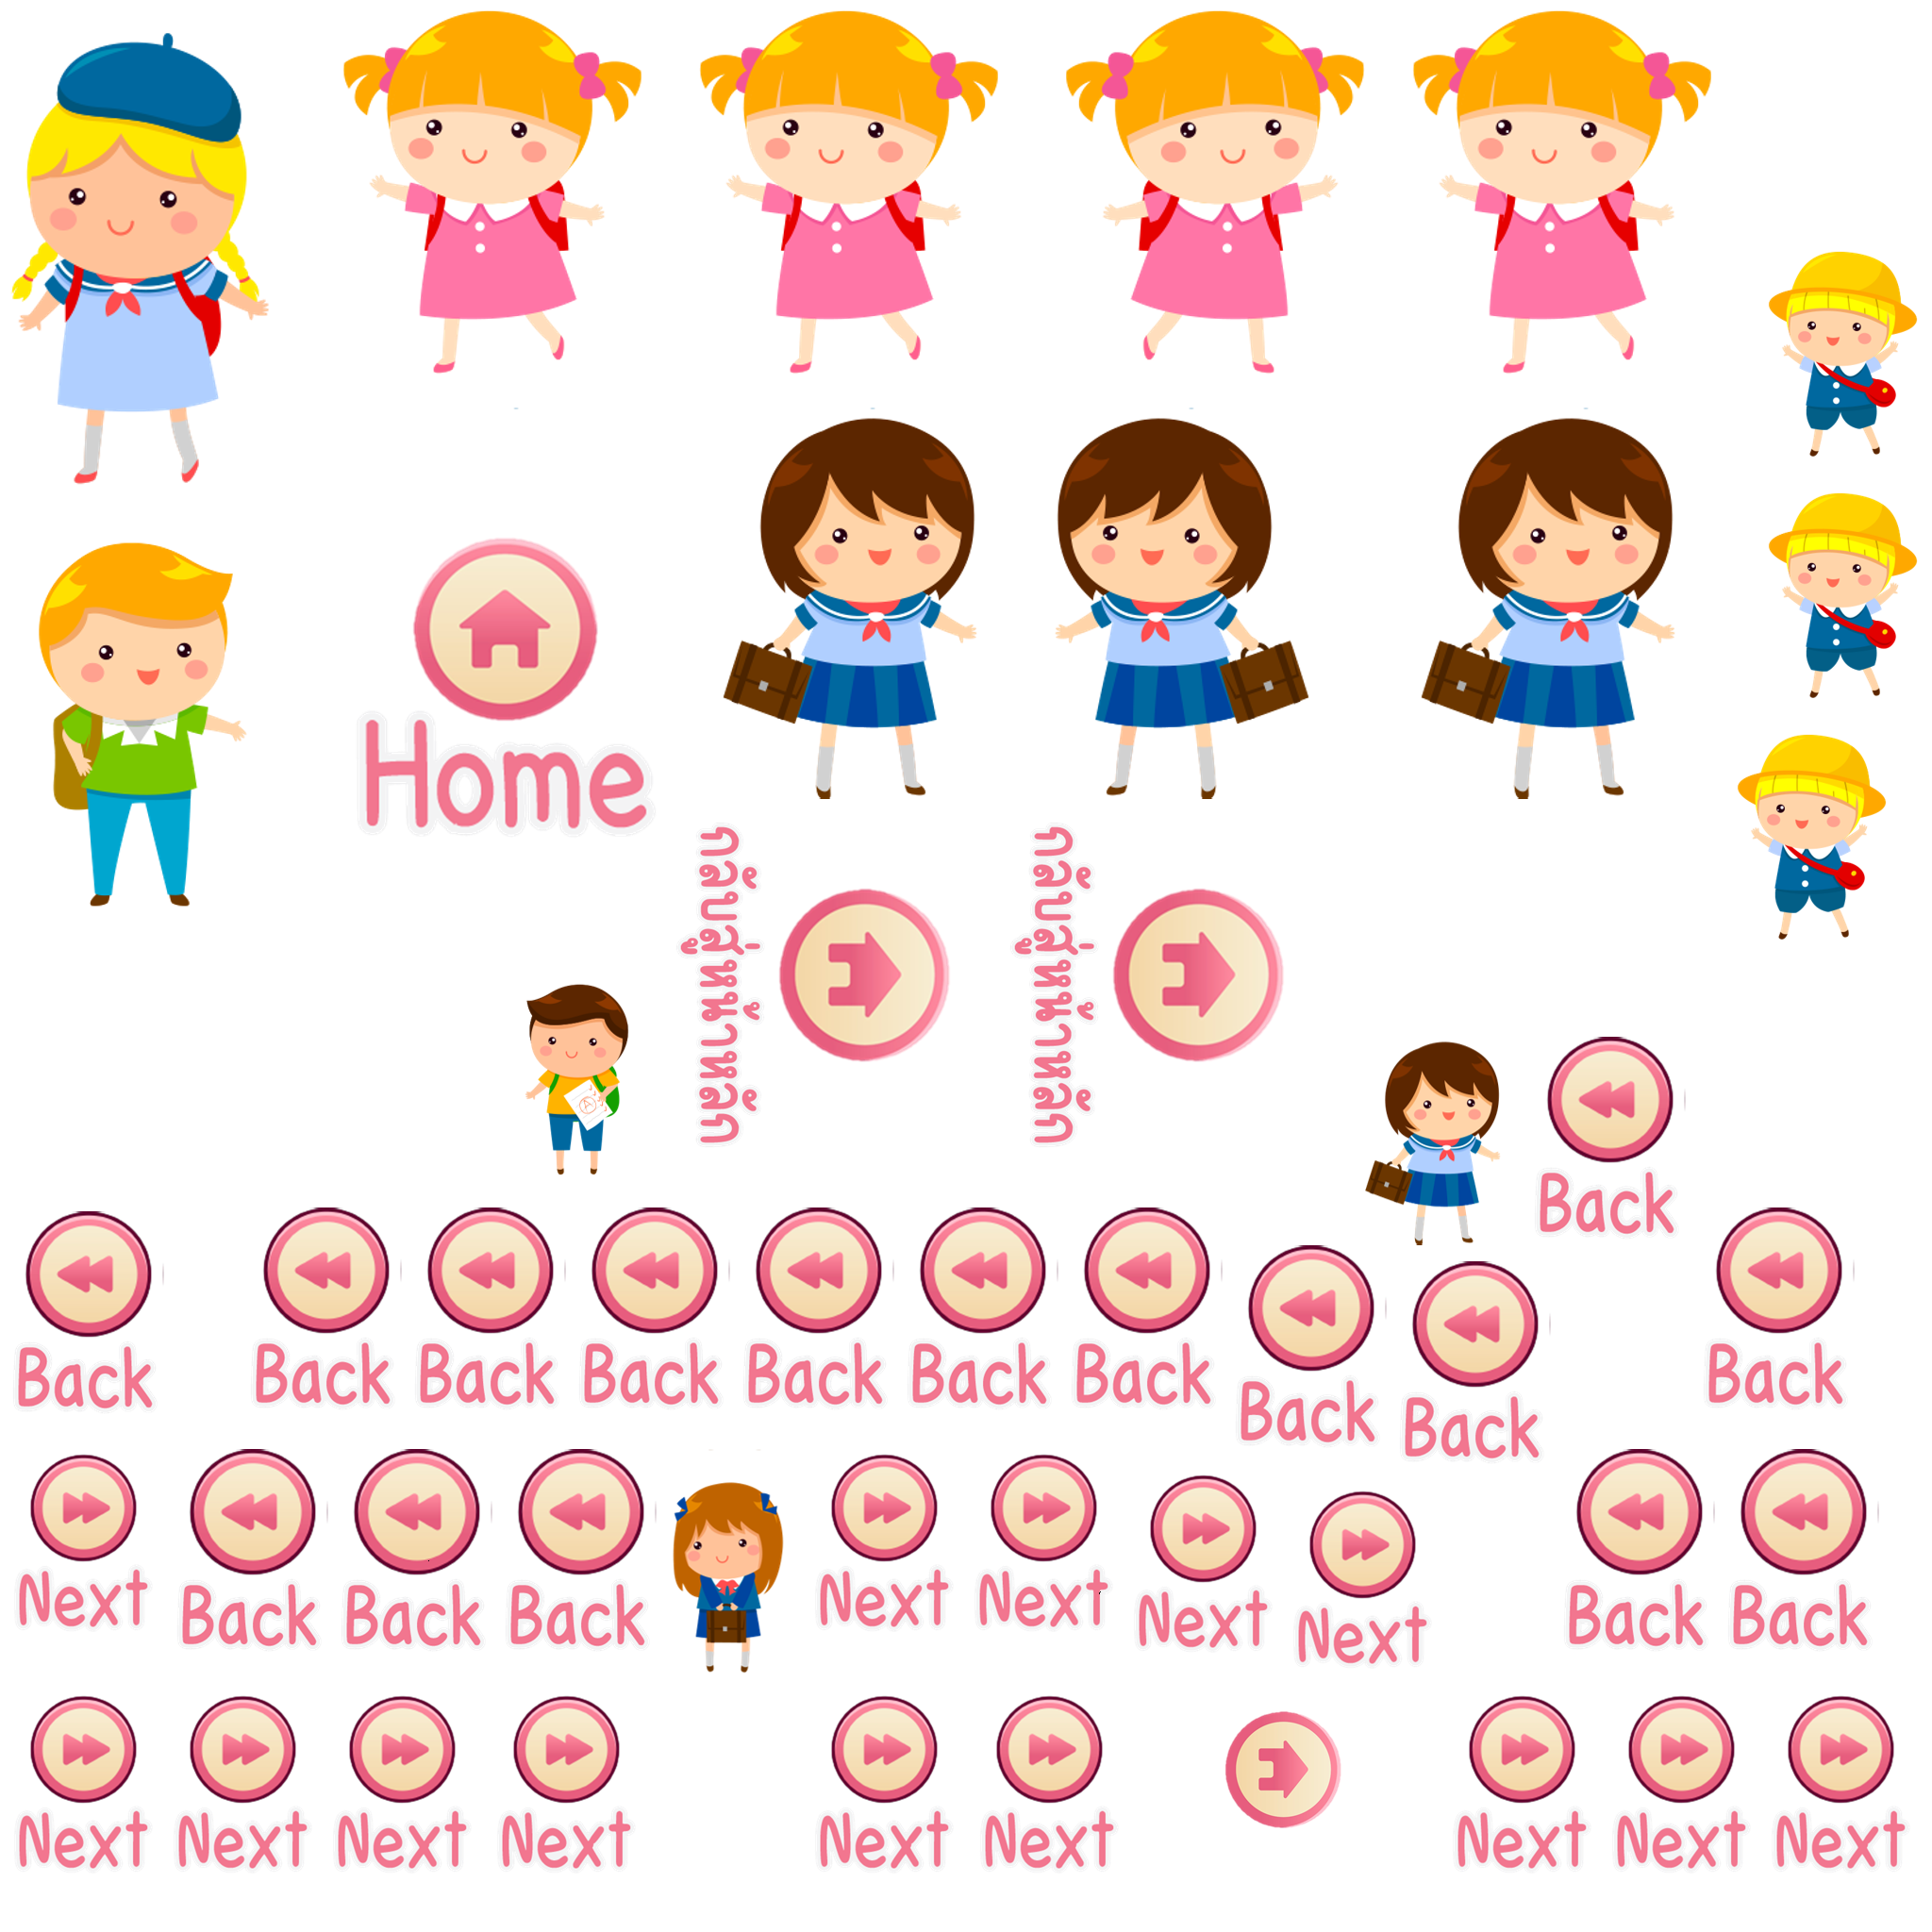 Home
กลับสู่หน้าหลัก
กลับสู่หน้าหลัก
A
Back
Back Back Back Back Back Back Back Back Back Back
Next Back Back Back Next Next Next Next Back Back
Next Next Next Next Next Next Next Next Next